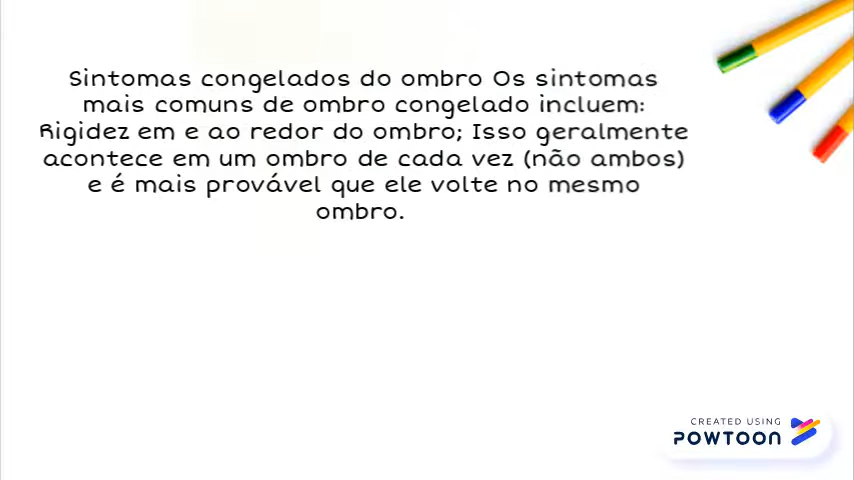 Sintomas congelados do ombro Os sintomas
mais comuns de ombro congelado incluem:
Rigidez em e ao redor do ombro; Isso geralmente
acontece em um ombro de cada vez (não ambos)
e é mais provável que ele volte no mesmo
ombro.
CREATED USING
POWTOON